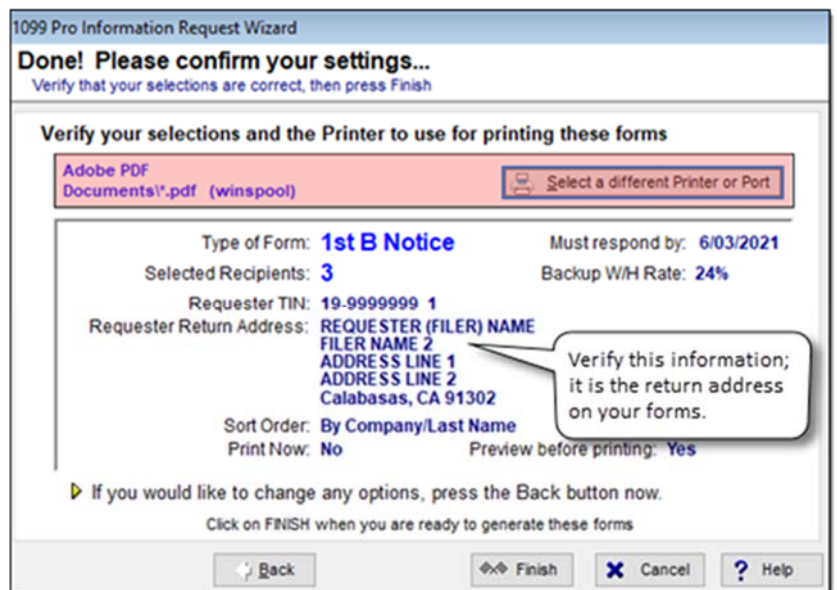 1099 Pro Information Request Wizard
Done! Please confirm your settings...
Verify that your selections are correct, then press Finish
Verify your selections and the Printer to use for printing these forms
Adobe PDF
Documents\*.pdf (winspool)
Select a different Printer or Port
Type of Form: 1st B Notice Must respond by: 6/03/2021
Selected Recipients: 3 Backup W/H Rate: 24%
Requester TIN: 19-9999999 1
Requester Return Address: REQUESTER (FILER) NAME
FILER NAME 2
ADDRESS LINE 1
ADDRESS LINE 2
Calabasas, CA 91302
Verify this information;
it is the return address
on your forms.
Sort Order: By Company/Last Name
Print Now: No Preview before printing: Yes
If you would like to change any options, press the Back button now.
Click on FINISH when you are ready to generate these forms
Back Finish Cancel Help